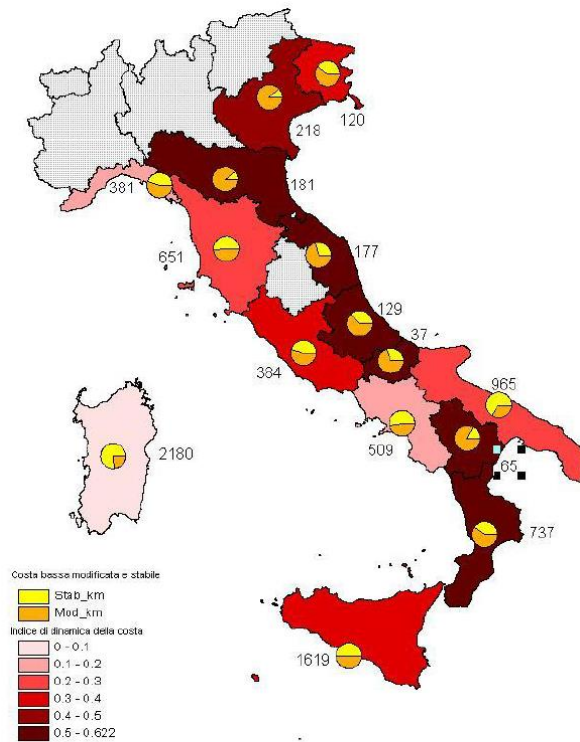 120
218
381
181
651
177
129
37
384
965
509
65
2180
737
1619
Costa bassa modificata e stabile
Stab_km
Mod_km
Indice di dinamica della costa
0 - 0.1
0.1 - 0.2
0.2 - 0.3
0.3 - 0.4
0.4 - 0.5
0.5 - 0.622